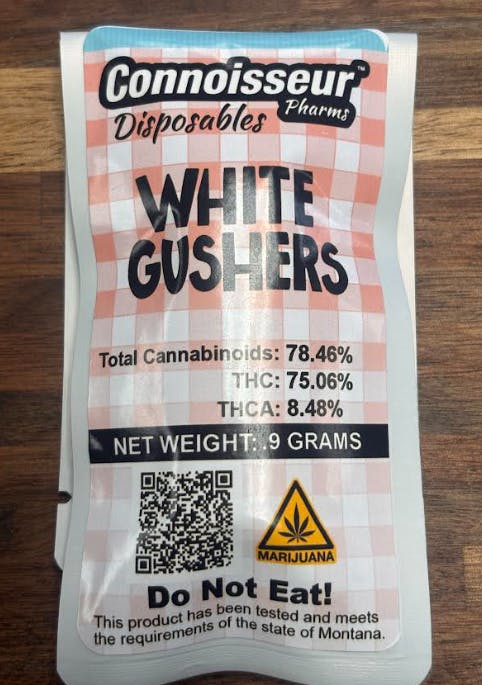 Connoisseur™
Pharms
Disposables
WHITE
GUSHERS
Total Cannabinoids: 78.46%
THC: 75.06%
THCA: 8.48%
NET WEIGHT: .9 GRAMS
MARIJUANA
Do Not Eat!
This product has been tested and meets
the requirements of the state of Montana.